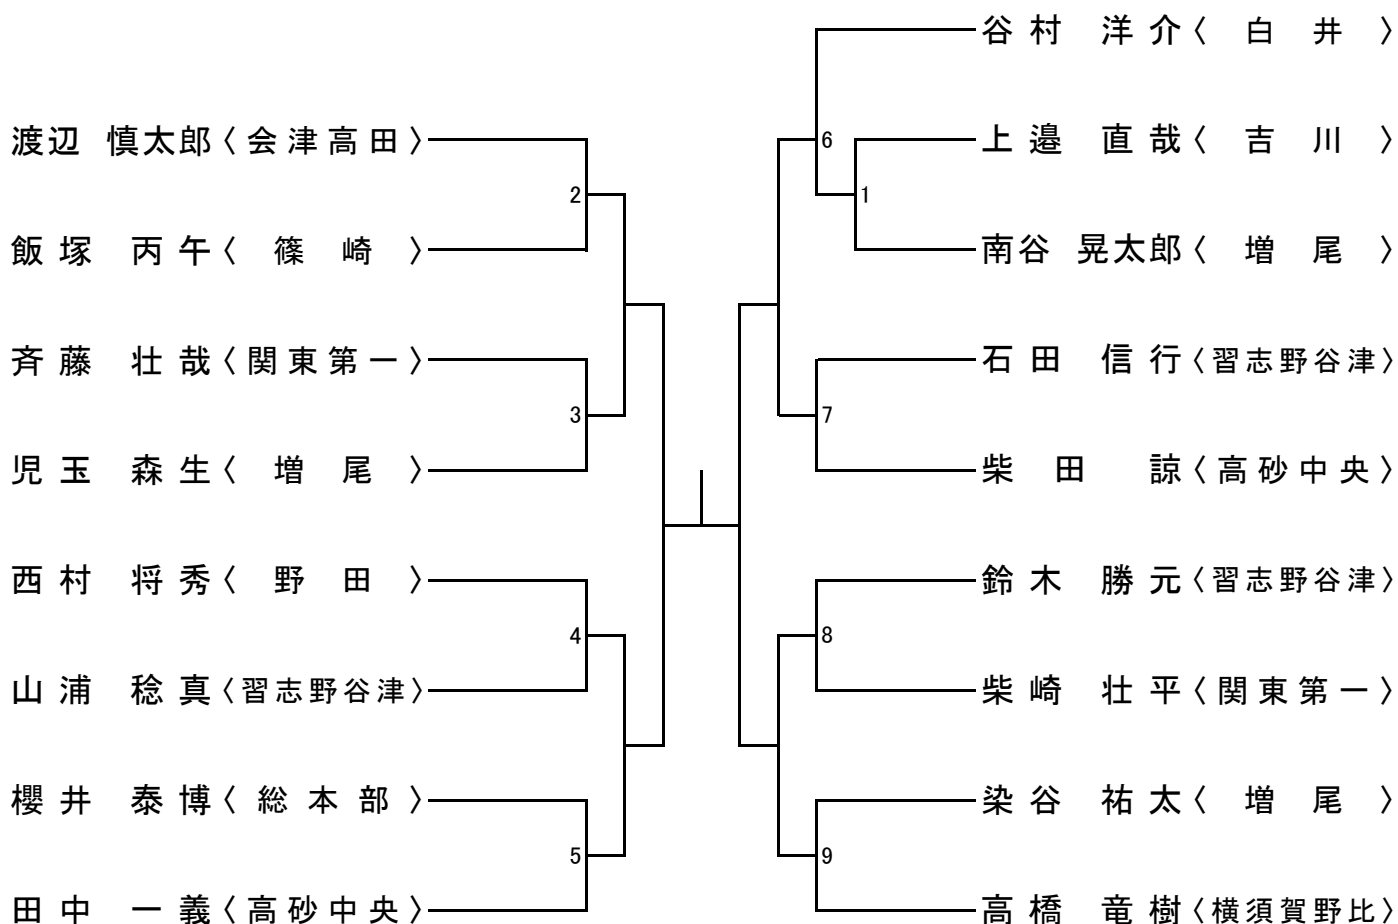 渡辺 慎太郎〈会津高田〉
2
飯塚 丙午〈篠崎〉
斉藤 壮哉〈関東第一〉
3
児玉 森生〈増尾〉
西村 将秀〈野田〉
4
山浦 稔真〈習志野谷津〉
櫻井 泰博〈総本部〉
5
田中 一義〈高砂中央〉
谷村 洋介〈白井〉
6
上邉 直哉〈吉川〉
1
南谷 晃太郎〈増尾〉
石田 信行〈習志野谷津〉
7
柴田 諒〈高砂中央〉
鈴木 勝元〈習志野谷津〉
8
柴崎 壮平〈関東第一〉
染谷 祐太〈増尾〉
9
高橋 竜樹〈横須賀野比〉